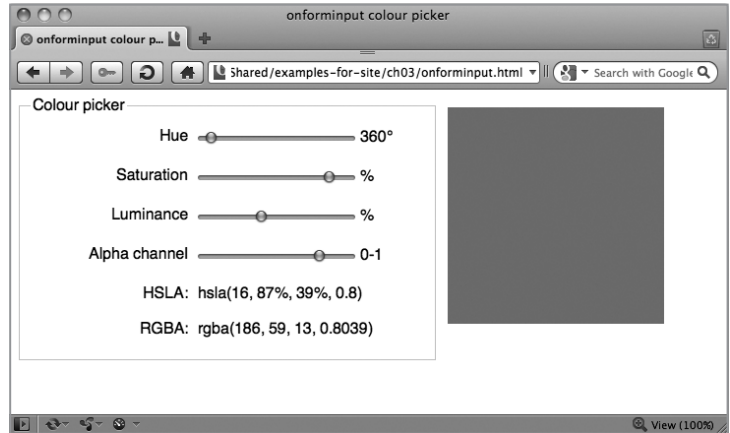 onforminput colour picker
onforminput colour p...
Shared/examples-for-site/ch03/onforminput.html
Search with Google
Colour picker
Hue 360°
Saturation %
Luminance %
Alpha channel 0-1
HSLA: hsla(16, 87%, 39%, 0.8)
RGBA: rgba(186, 59, 13, 0.8039)
View (100%)